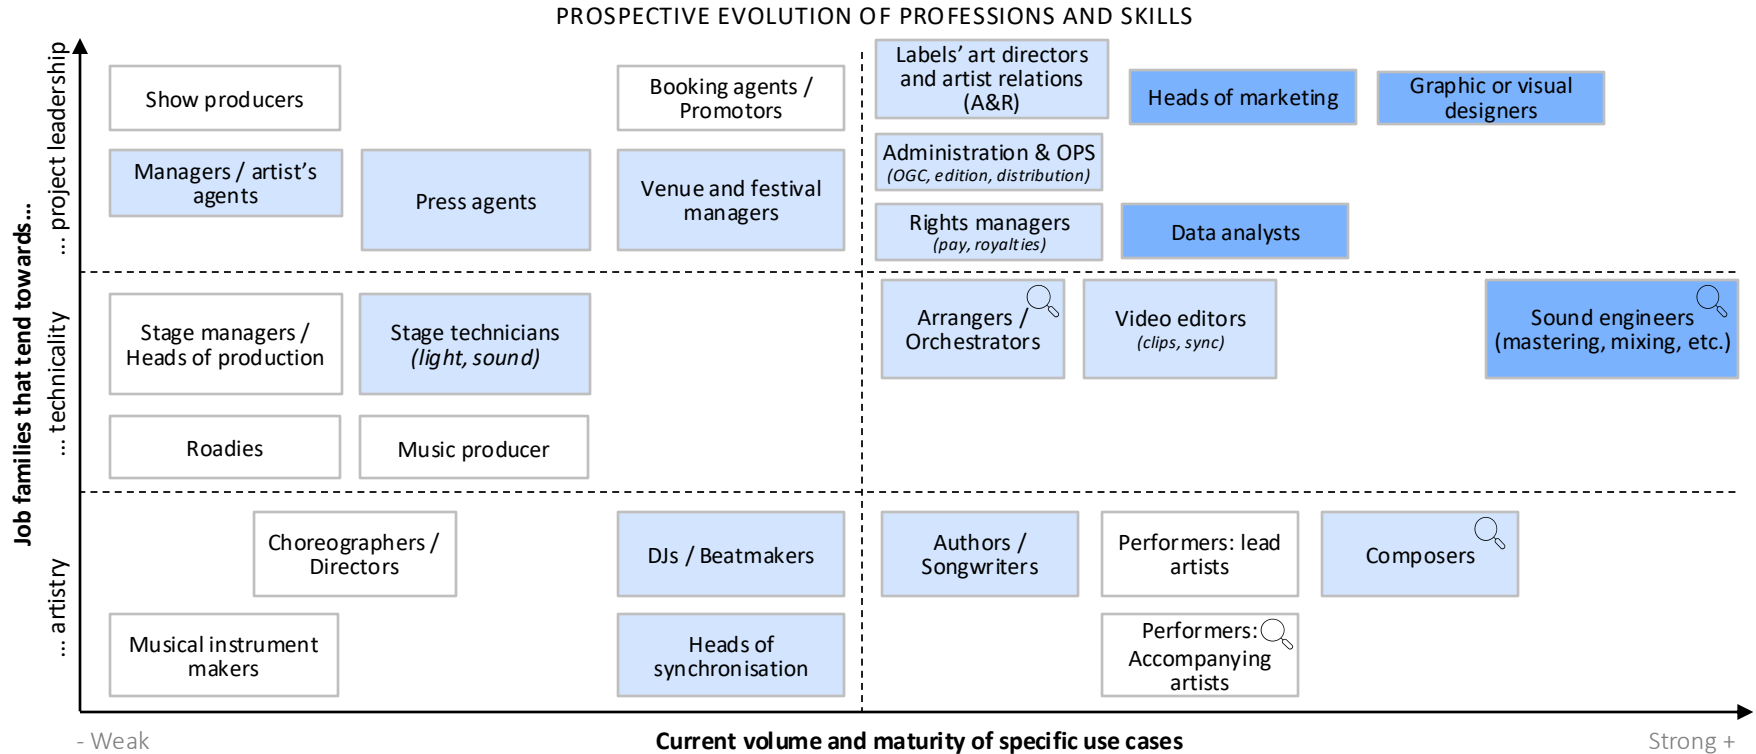 PROSPECTIVE EVOLUTION OF PROFESSIONS AND SKILLS
Job families that tend towards...
... project leadership
Show producers
Booking agents /
Promotors
Labels' art directors
and artist relations
(A&R)
Heads of marketing
Graphic or visual
designers
Managers / artist's
agents
Press agents
Venue and festival
managers
Administration & OPS
(OGC, edition, distribution)
Rights managers
(pay, royalties)
Data analysts
... technicality
Stage managers /
Heads of production
Stage technicians
(light, sound)
Arrangers /
Orchestrators
Video editors
(clips, sync)
Sound engineers
(mastering, mixing, etc.)
Roadies
Music producer
... artistry
Choreographers /
Directors
DJs / Beatmakers
Authors /
Songwriters
Performers: lead
artists
Composers
Musical instrument
makers
Heads of
synchronisation
Performers:
Accompanying
artists
- Weak
Current volume and maturity of specific use cases
Strong +